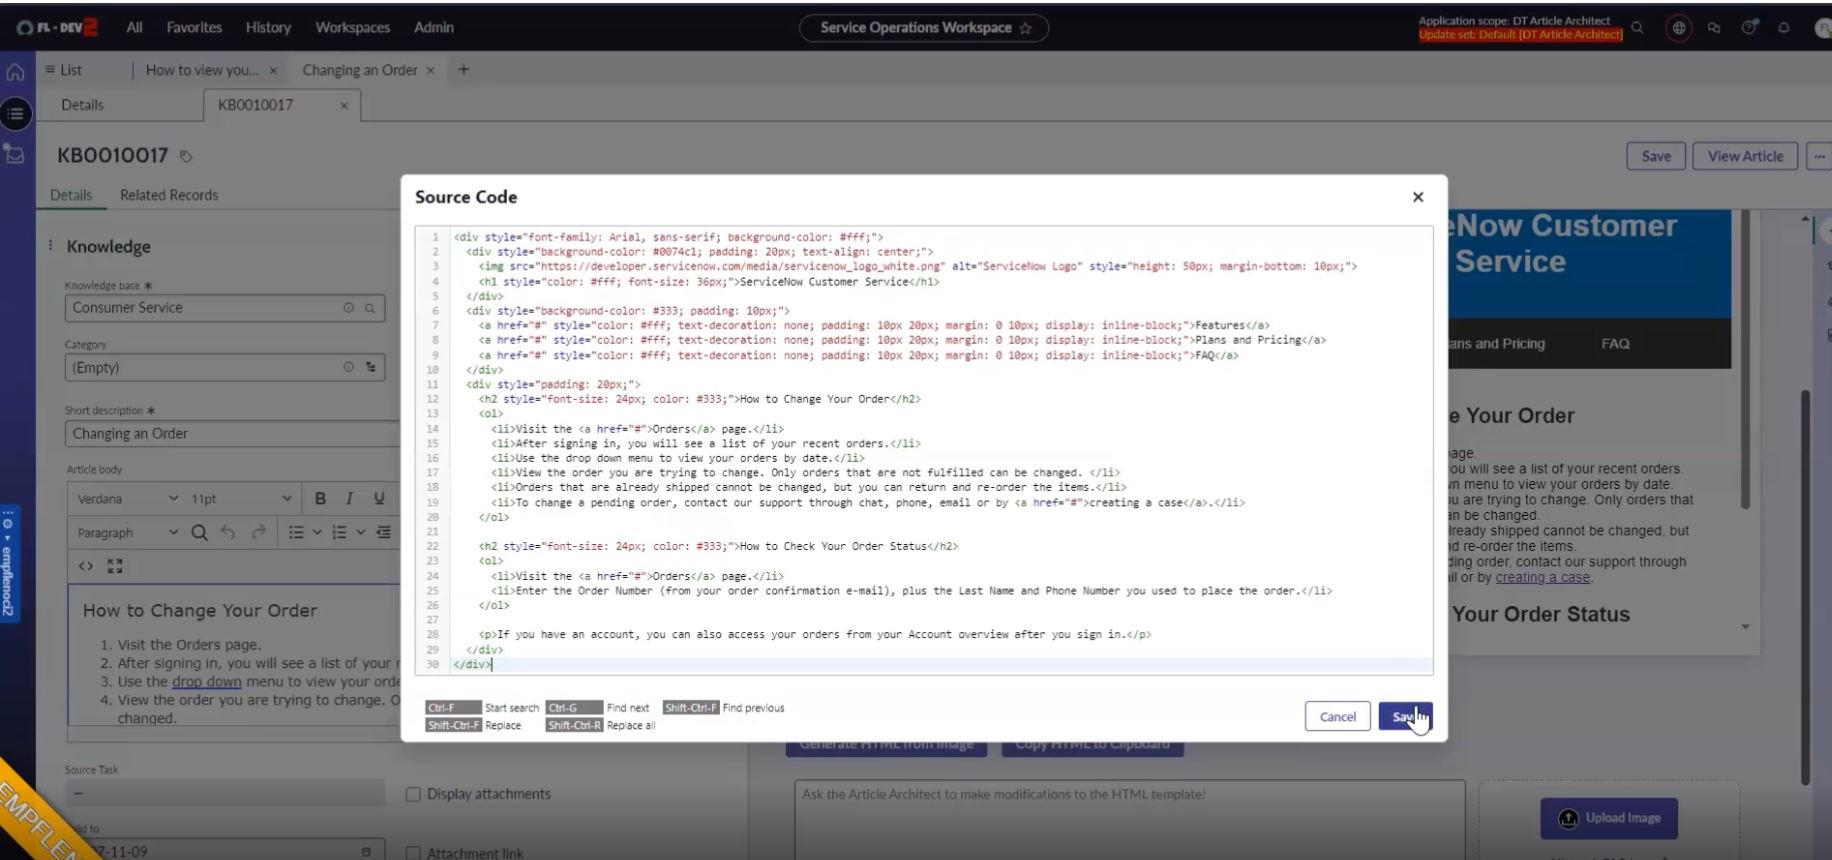 FL - DEV2 All Favorites History Workspaces Admin Service Operations Workspace
Application scope: DT Article Architect
Update set: Default [DT Article Architect]
List How to view you... × Changing an Order × +
Details KB0010017 ×
KB0010017
Save View Article ...
Details Related Records
Knowledge
Knowledge base *
Consumer Service
Category
(Empty)
Short description *
Changing an Order
Article body
Verdana 11pt B I U
Paragraph
How to Change Your Order
1. Visit the Orders page.
2. After signing in, you will see a list of your
3. Use the drop down menu to view your
4. View the order you are trying to change.
changed.
Source Task
—
Display attachments
-11-09
Attachment link
empflenoci2
EMPFLEN
Source Code ×
1 <div style="font-family: Arial, sans-serif; background-color: #fff;">
2 <div style="background-color: #0074c1; padding: 20px; text-align: center;">
3 <img src="https://developer.servicenow.com/media/servicenow_logo_white.png" alt="ServiceNow Logo" style="height: 50px; margin-bottom: 10px;">
4 <h1 style="color: #fff; font-size: 36px;">ServiceNow Customer Service</h1>
5 </div>
6 <div style="background-color: #333; padding: 10px;">
7 <a href="#" style="color: #fff; text-decoration: none; padding: 10px 20px; margin: 0 10px; display: inline-block;">Features</a>
8 <a href="#" style="color: #fff; text-decoration: none; padding: 10px 20px; margin: 0 10px; display: inline-block;">Plans and Pricing</a>
9 <a href="#" style="color: #fff; text-decoration: none; padding: 10px 20px; margin: 0 10px; display: inline-block;">FAQ</a>
10 </div>
11 <div style="padding: 20px;">
12 <h2 style="font-size: 24px; color: #333;">How to Change Your Order</h2>
13 <ol>
14 <li>Visit the <a href="#">Orders</a> page.</li>
15 <li>After signing in, you will see a list of your recent orders.</li>
16 <li>Use the drop down menu to view your orders by date.</li>
17 <li>View the order you are trying to change. Only orders that are not fulfilled can be changed. </li>
18 <li>Orders that are already shipped cannot be changed, but you can return and re-order the items.</li>
19 <li>To change a pending order, contact our support through chat, phone, email or by <a href="#">creating a case</a>.</li>
20 </ol>
21
22 <h2 style="font-size: 24px; color: #333;">How to Check Your Order Status</h2>
23 <ol>
24 <li>Visit the <a href="#">Orders</a> page.</li>
25 <li>Enter the Order Number (from your order confirmation e-mail), plus the Last Name and Phone Number you used to place the order.</li>
26 </ol>
27
28 <p>If you have an account, you can also access your orders from your Account overview after you sign in.</p>
29 </div>
30 </div>
Ctrl-F Start search Ctrl-G Find next Shift-Ctrl-F Find previous
Shift-Ctrl-F Replace Shift-Ctrl-R Replace all
Cancel Save
eNow Customer
Service
ans and Pricing FAQ
e Your Order
age.
ou will see a list of your recent orders.
n menu to view your orders by date.
u are trying to change. Only orders that
n be changed.
lready shipped cannot be changed, but
nd re-order the items.
ding order, contact our support through
il or by creating a case.
Your Order Status
Generate HTML from Image Copy HTML to Clipboard
Ask the Article Architect to make modifications to the HTML template!
Upload Image